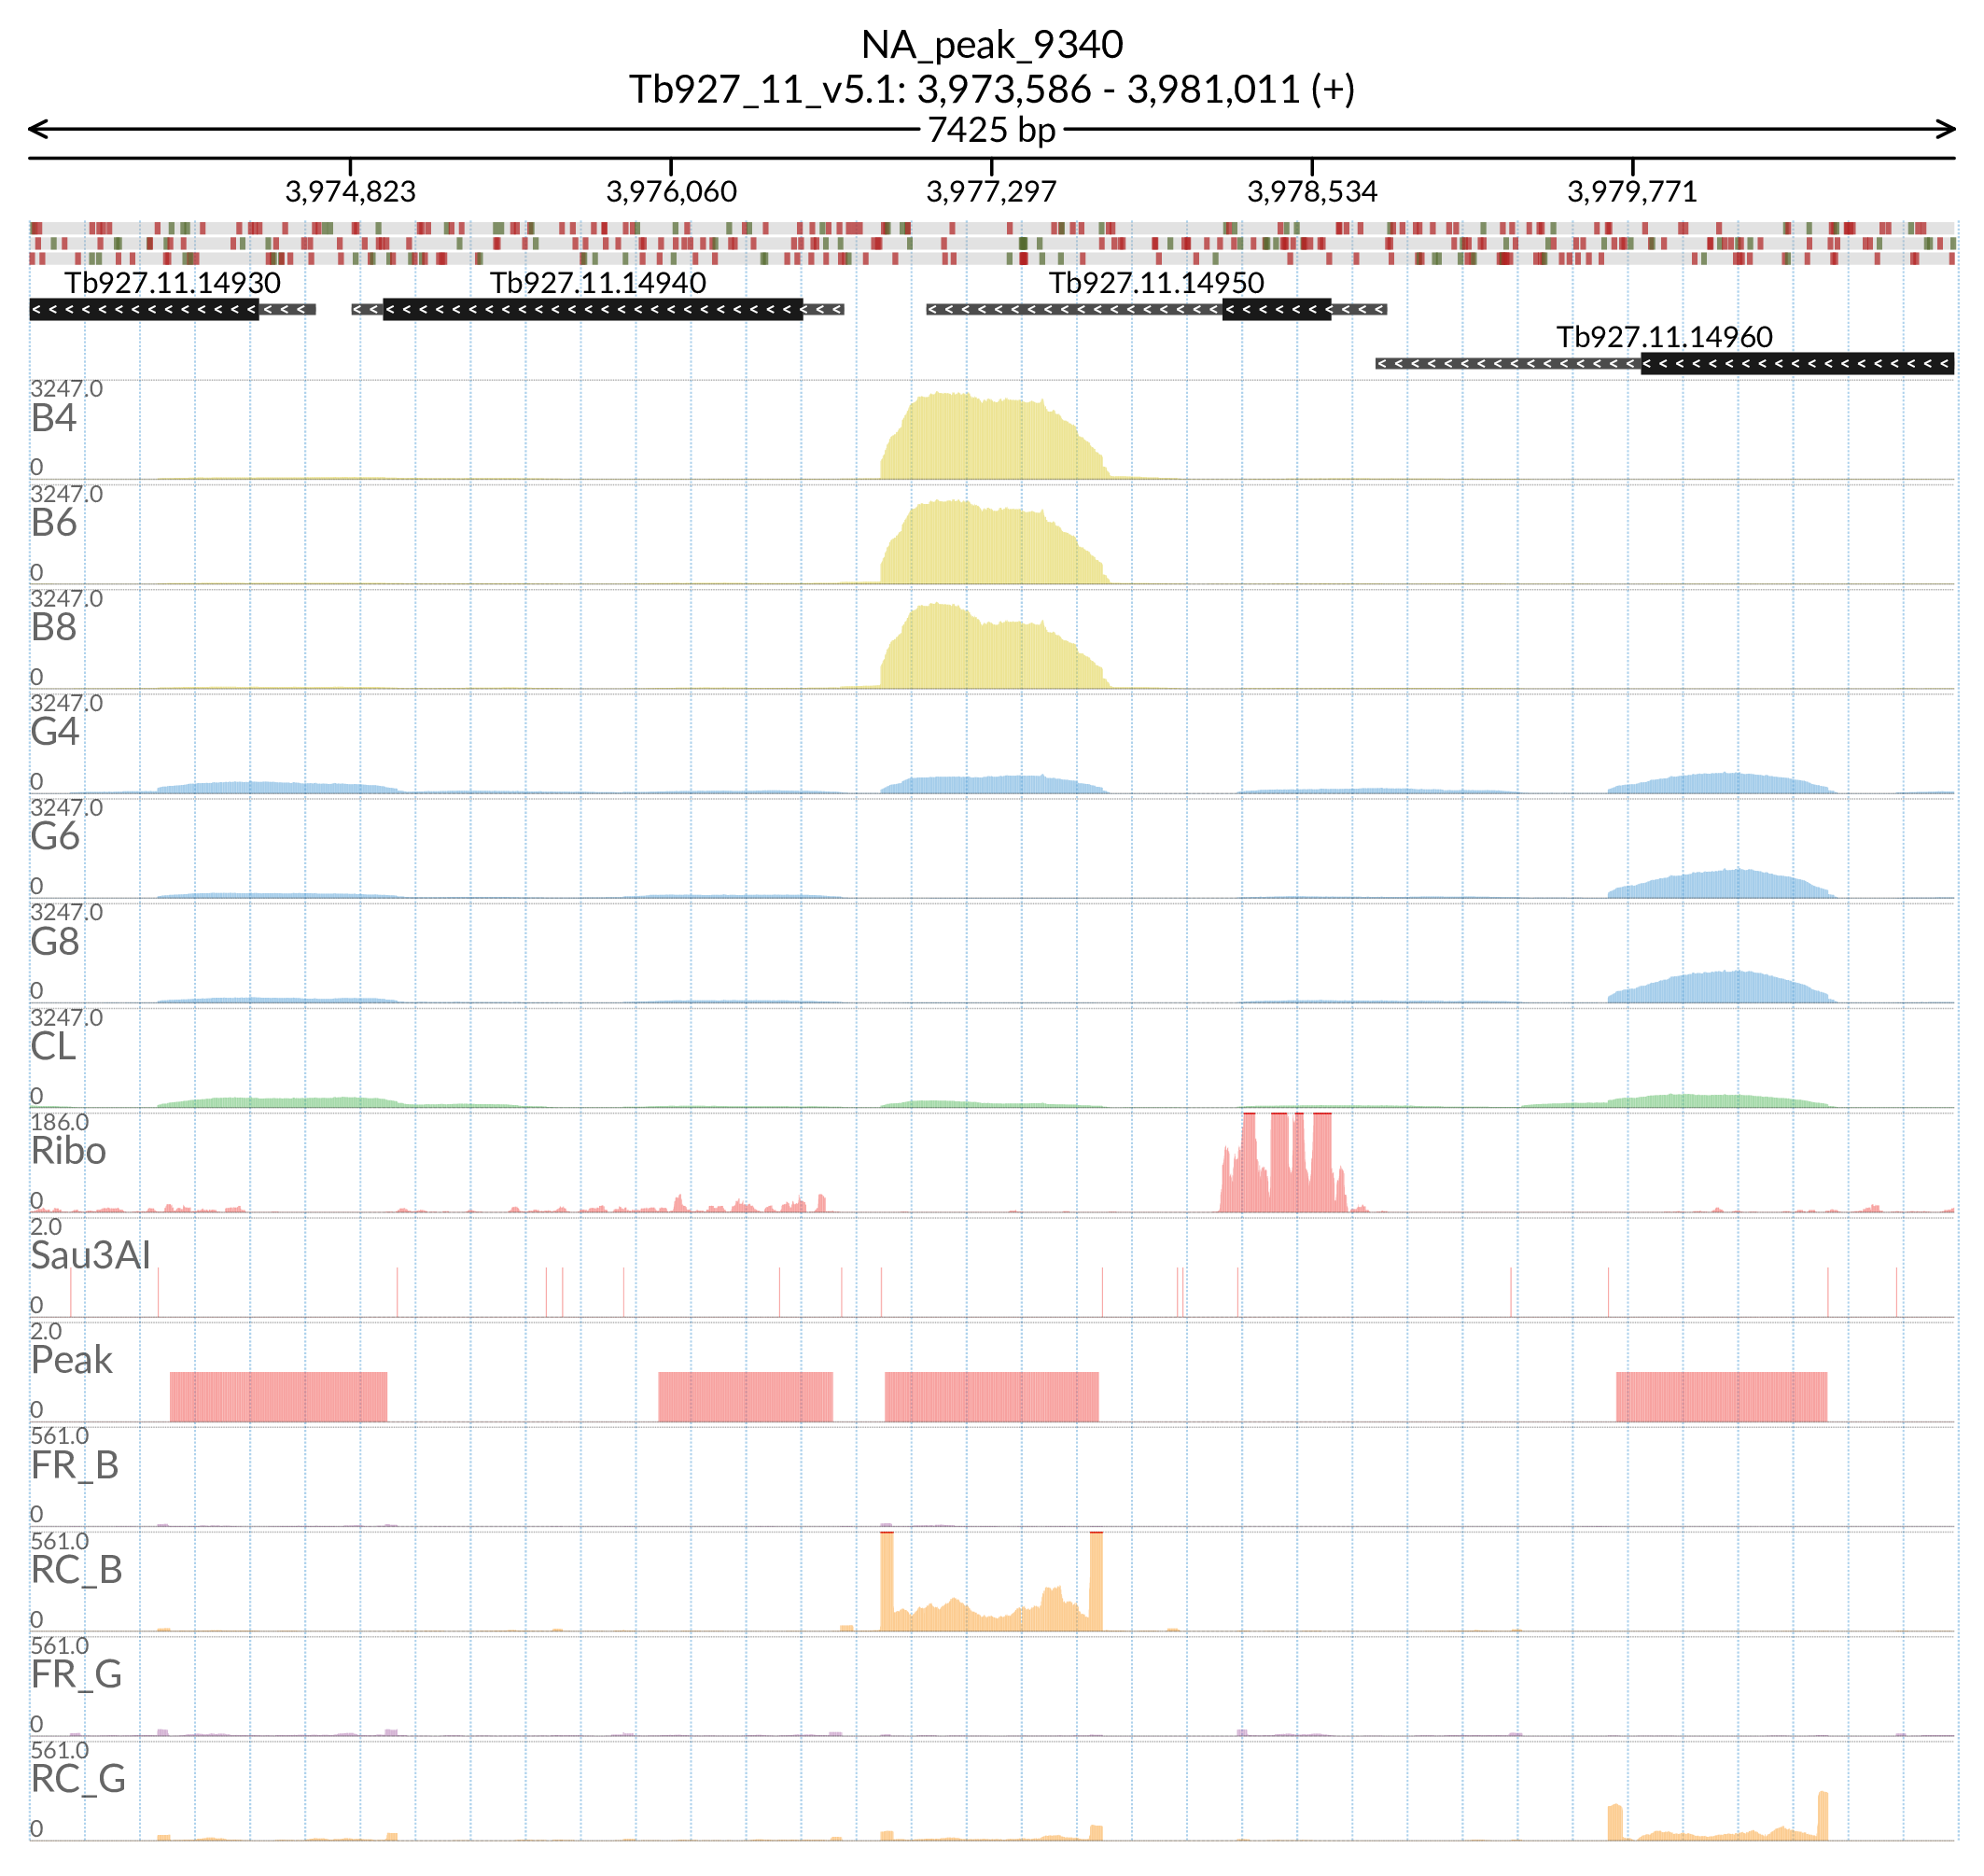 NA_peak_9340
Tb927_11_v5.1: 3,973,586 - 3,981,011 (+)
7425 bp
3,974,823 3,976,060 3,977,297 3,978,534 3,979,771
Tb927.11.14930 Tb927.11.14940 Tb927.11.14950
Tb927.11.14960
3247.0
B4
0
3247.0
B6
0
3247.0
B8
0
3247.0
G4
0
3247.0
G6
0
3247.0
G8
0
3247.0
CL
0
186.0
Ribo
0
2.0
Sau3AI
0
2.0
Peak
0
561.0
FR_B
0
561.0
RC_B
0
561.0
FR_G
0
561.0
RC_G
0